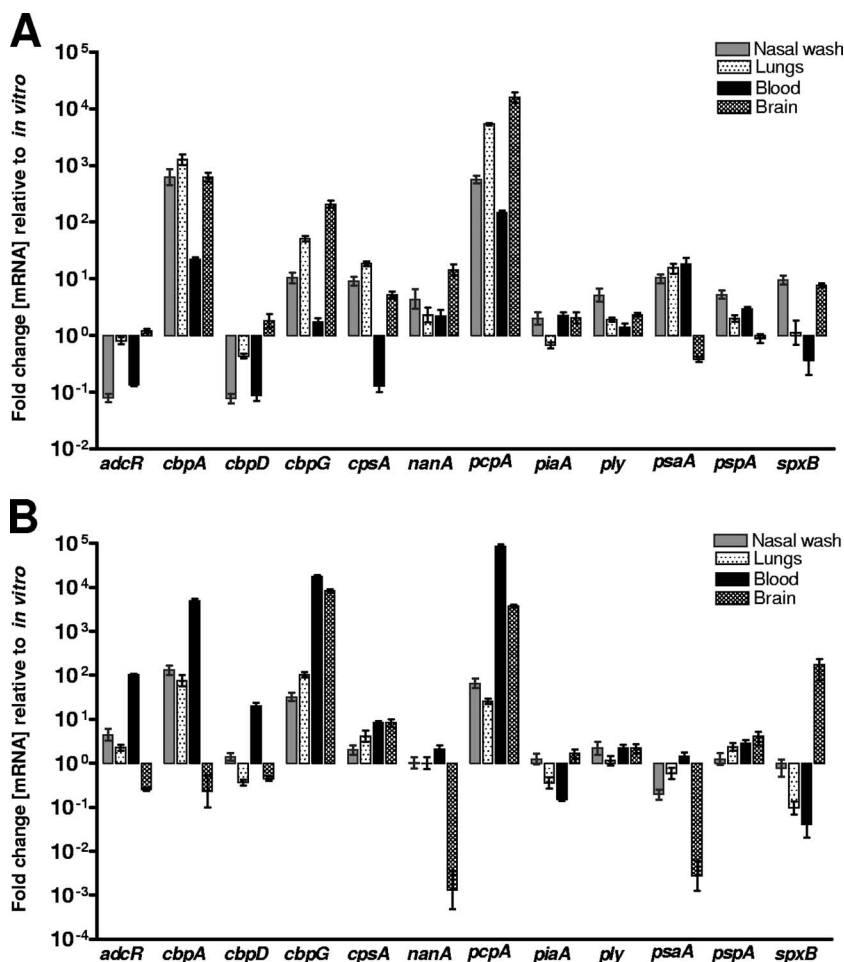 A
Fold change [mRNA] relative to in vitro
10^5
10^4
10^3
10^2
10^1
10^0
10^-1
10^-2
Nasal wash
Lungs
Blood
Brain
adcR cbpA cbpD cbpG cpsA nanA pcpA piaA ply psaA pspA spxB
B
Fold change [mRNA] relative to in vitro
10^5
10^4
10^3
10^2
10^1
10^0
10^-1
10^-2
10^-3
10^-4
Nasal wash
Lungs
Blood
Brain
adcR cbpA cbpD cbpG cpsA nanA pcpA piaA ply psaA pspA spxB